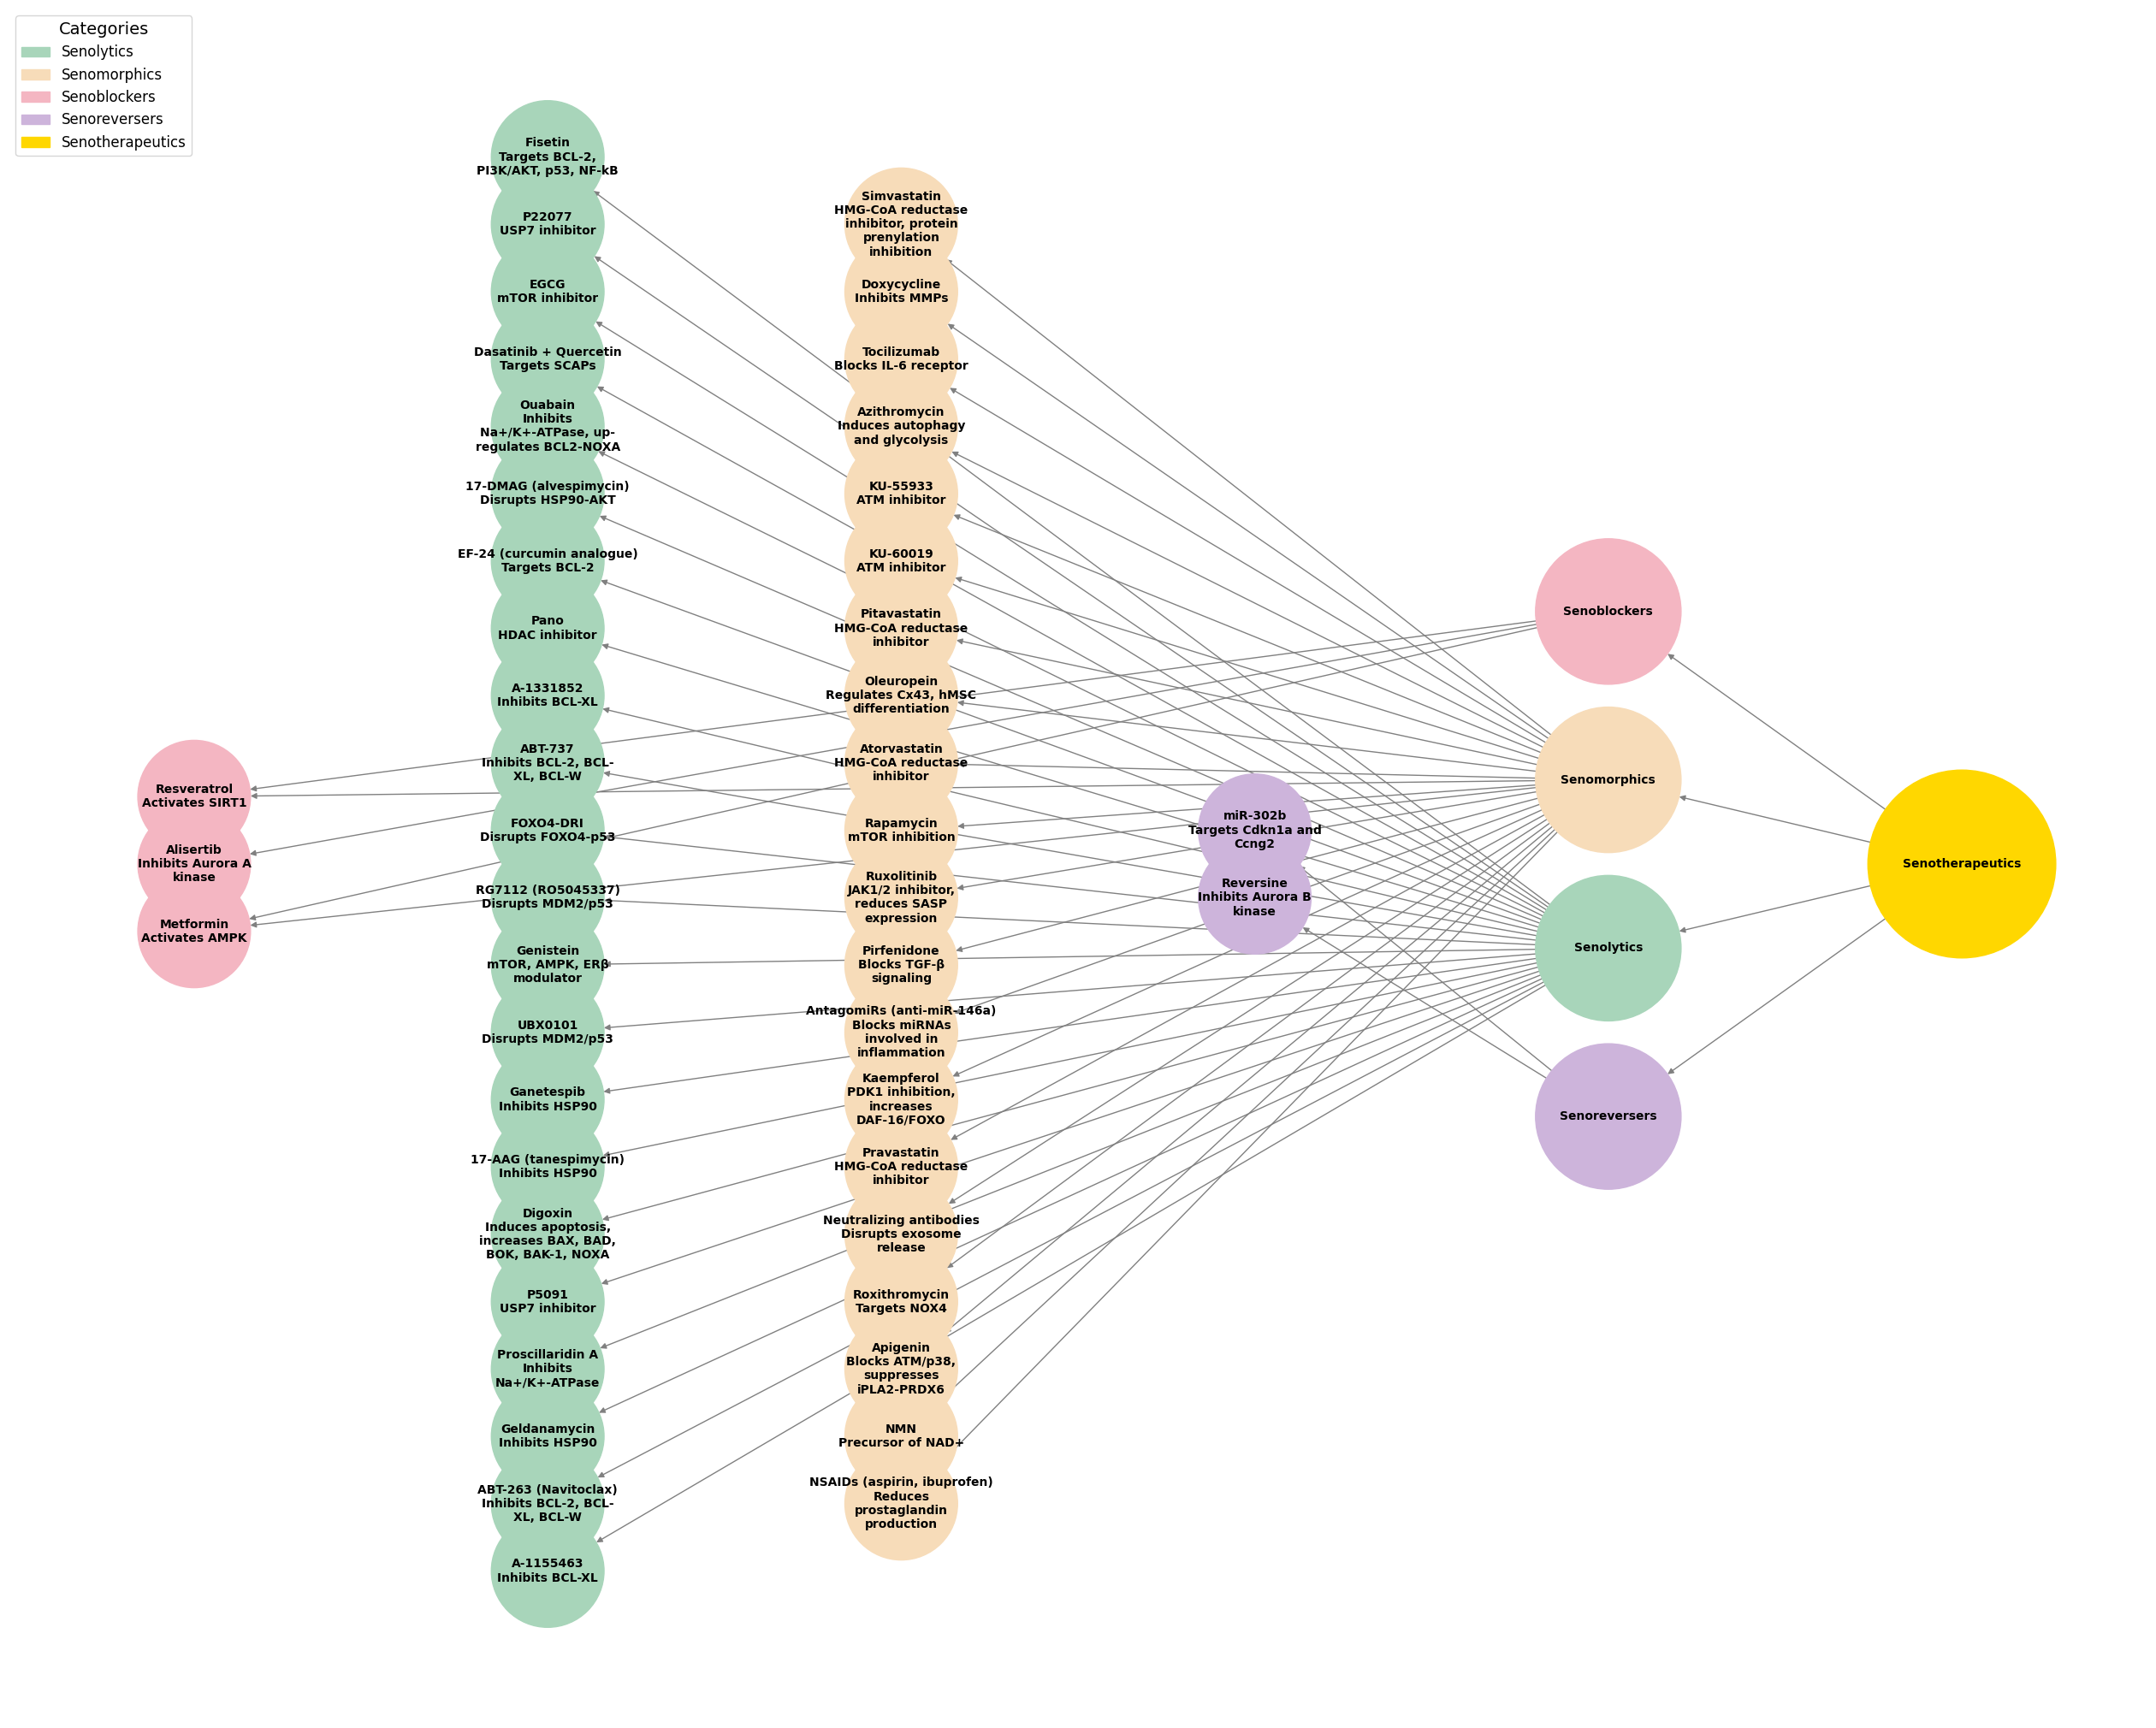 Categories
Senolytics
Senomorphics
Senoblockers
Senoreversers
Senotherapeutics
Resveratrol
Activates SIRT1
Alisertib
Inhibits Aurora A
kinase
Metformin
Activates AMPK
Fisetin
Targets BCL-2,
PI3K/AKT, p53, NF-kB
P22077
USP7 inhibitor
EGCG
mTOR inhibitor
Dasatinib + Quercetin
Targets SCAPs
Ouabain
Inhibits
Na+/K+-ATPase, up-
regulates BCL2-NOXA
17-DMAG (alvespimycin)
Disrupts HSP90-AKT
EF-24 (curcumin analogue)
Targets BCL-2
Pano
HDAC inhibitor
A-1331852
Inhibits BCL-XL
ABT-737
Inhibits BCL-2, BCL-
XL, BCL-W
FOXO4-DRI
Disrupts FOXO4-p53
RG7112 (RO5045337)
Disrupts MDM2/p53
Genistein
mTOR, AMPK, ERβ
modulator
UBX0101
Disrupts MDM2/p53
Ganetespib
Inhibits HSP90
17-AAG (tanespimycin)
Inhibits HSP90
Digoxin
Induces apoptosis,
increases BAX, BAD,
BOK, BAK-1, NOXA
P5091
USP7 inhibitor
Proscillaridin A
Inhibits
Na+/K+-ATPase
Geldanamycin
Inhibits HSP90
ABT-263 (Navitoclax)
Inhibits BCL-2, BCL-
XL, BCL-W
A-1155463
Inhibits BCL-XL
Simvastatin
HMG-CoA reductase
inhibitor, protein
prenylation
inhibition
Doxycycline
Inhibits MMPs
Tocilizumab
Blocks IL-6 receptor
Azithromycin
Induces autophagy
and glycolysis
KU-55933
ATM inhibitor
KU-60019
ATM inhibitor
Pitavastatin
HMG-CoA reductase
inhibitor
Oleuropein
Regulates Cx43, hMSC
differentiation
Atorvastatin
HMG-CoA reductase
inhibitor
Rapamycin
mTOR inhibition
Ruxolitinib
JAK1/2 inhibitor,
reduces SASP
expression
Pirfenidone
Blocks TGF-β
signaling
AntagomiRs (anti-miR-146a)
Blocks miRNAs
involved in
inflammation
Kaempferol
PDK1 inhibition,
increases
DAF-16/FOXO
Pravastatin
HMG-CoA reductase
inhibitor
Neutralizing antibodies
Disrupts exosome
release
Roxithromycin
Targets NOX4
Apigenin
Blocks ATM/p38,
suppresses
iPLA2-PRDX6
NMN
Precursor of NAD+
NSAIDs (aspirin, ibuprofen)
Reduces
prostaglandin
production
miR-302b
Targets Cdkn1a and
Ccng2
Reversine
Inhibits Aurora B
kinase
Senoblockers
Senomorphics
Senolytics
Senoreversers
Senotherapeutics